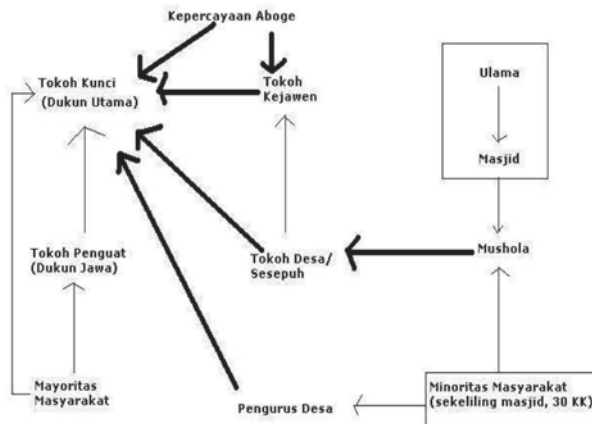 Kepercayaan Aboge
Tokoh Kunci
(Dukun Utama)
Tokoh
Kejawen
Ulama
Masjid
Tokoh Penguat
(Dukun Jawa)
Tokoh Desa/
Sesepuh
Mushola
Mayoritas
Masyarakat
Pengurus Desa
Minoritas Masyarakat
(sekeliling masjid, 30 KK)